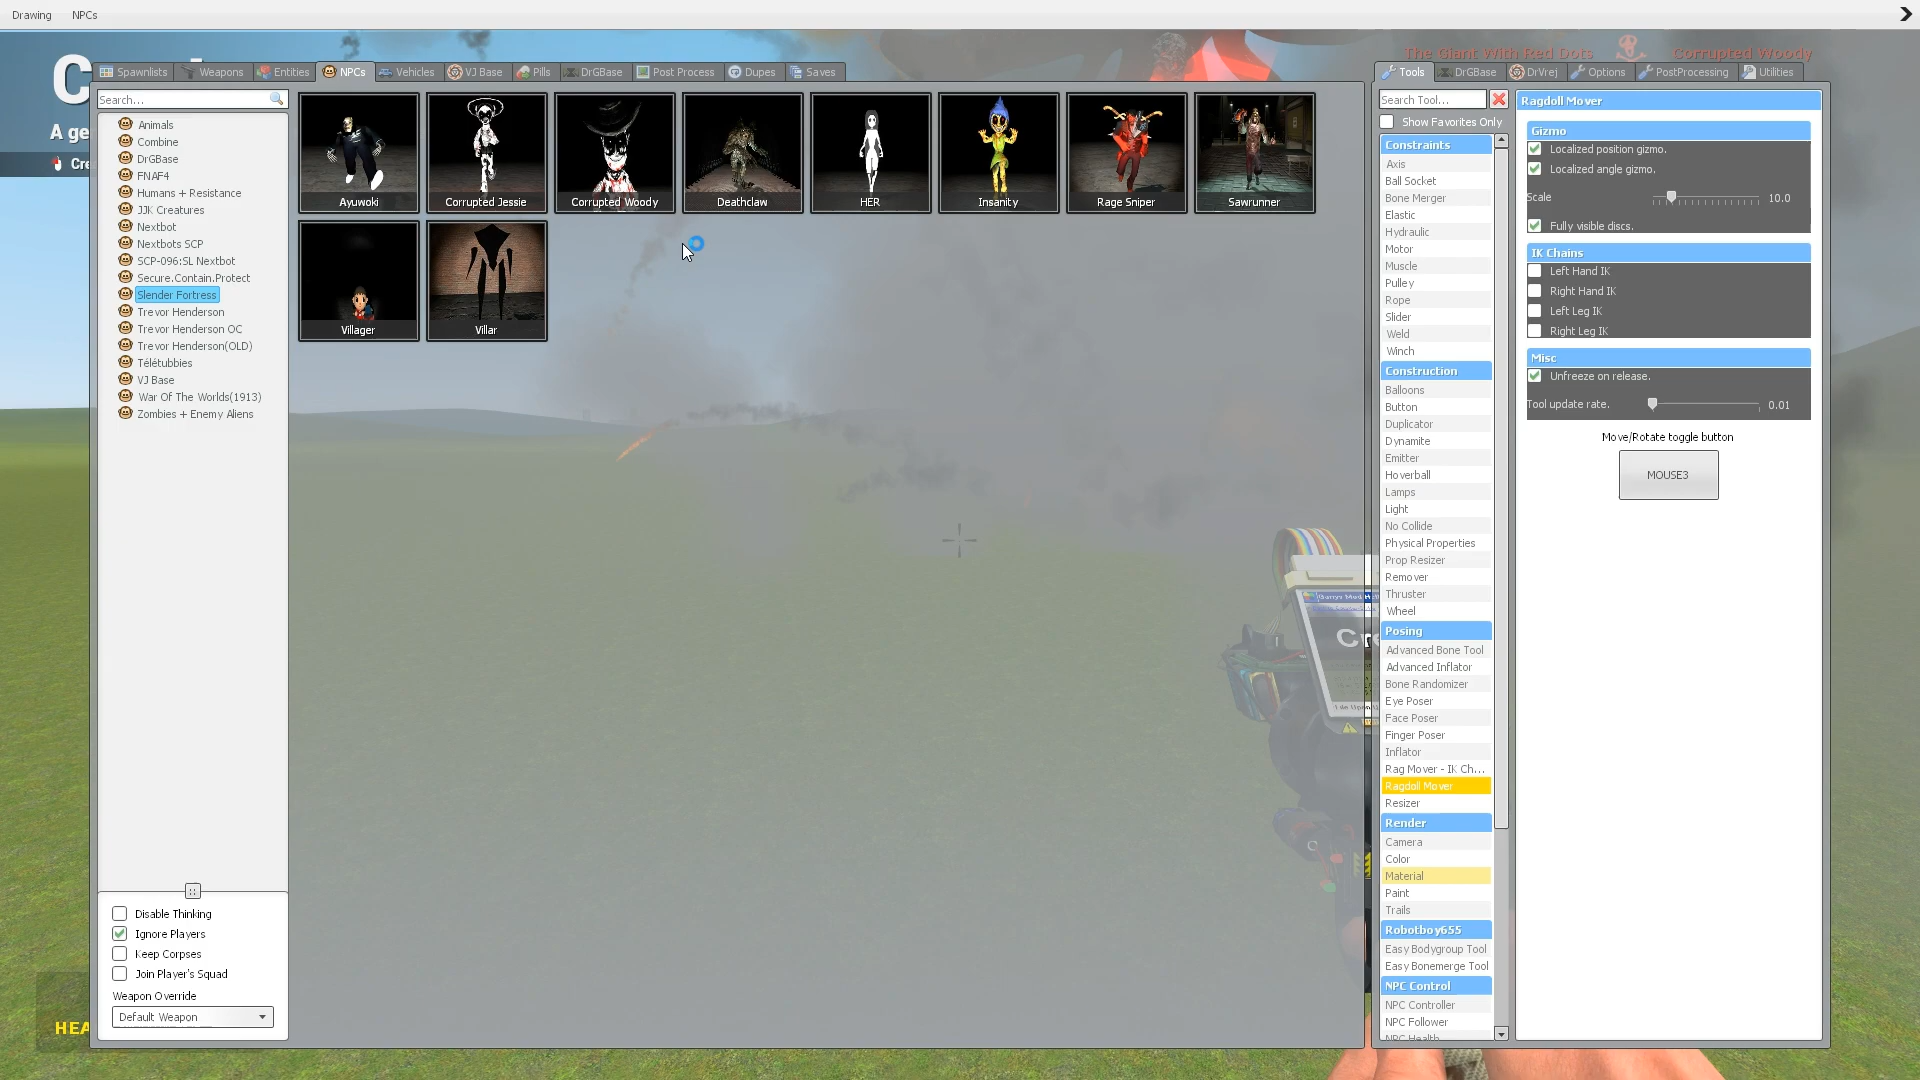 Drawing
NPCs
The Giant With Red Dots
Corrupted Woody
C
A ge
Cre
Spawnlists
Weapons
Entities
NPCs
Vehicles
VJ Base
Pills
DrGBase
Post Process
Dupes
Saves
Search...
Animals
Combine
DrGBase
FNAF4
Humans + Resistance
JJK Creatures
Nextbot
Nextbots SCP
SCP-096:SL Nextbot
Secure.Contain.Protect
Slender Fortress
Trevor Henderson
Trevor Henderson OC
Trevor Henderson(OLD)
Télétubbies
VJ Base
War Of The Worlds(1913)
Zombies + Enemy Aliens
Disable Thinking
Ignore Players
Keep Corpses
Join Player's Squad
Weapon Override
Default Weapon
HEA
Ayuwoki
Corrupted Jessie
Corrupted Woody
Deathclaw
HER
Insanity
Rage Sniper
Sawrunner
Villager
Villar
Cre
Tools
DrGBase
DrVrej
Options
PostProcessing
Utilities
Search Tool...
Show Favorites Only
Constraints
Axis
Ball Socket
Bone Merger
Elastic
Hydraulic
Motor
Muscle
Pulley
Rope
Slider
Weld
Winch
Construction
Balloons
Button
Duplicator
Dynamite
Emitter
Hoverball
Lamps
Light
No Collide
Physical Properties
Prop Resizer
Remover
Thruster
Wheel
Posing
Advanced Bone Tool
Advanced Inflator
Bone Randomizer
Eye Poser
Face Poser
Finger Poser
Inflator
Rag Mover - IK Ch...
Ragdoll Mover
Resizer
Render
Camera
Color
Material
Paint
Trails
Robotboy655
Easy Bodygroup Tool
Easy Bonemerge Tool
NPC Control
NPC Controller
NPC Follower
NPC Health
Ragdoll Mover
Gizmo
Localized position gizmo.
Localized angle gizmo.
Scale 10.0
Fully visible discs.
IK Chains
Left Hand IK
Right Hand IK
Left Leg IK
Right Leg IK
Misc
Unfreeze on release.
Tool update rate. 0.01
Move/Rotate toggle button
MOUSE3